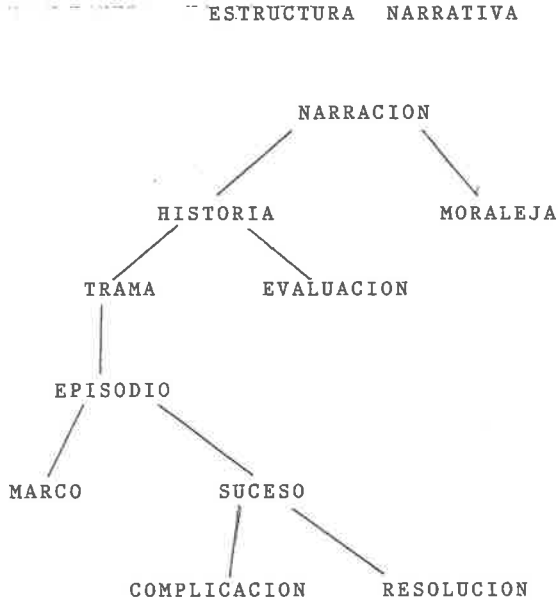 ESTRUCTURA NARRATIVA
NARRACION
HISTORIA MORALEJA
TRAMA EVALUACION
EPISODIO
MARCO SUCESO
COMPLICACION RESOLUCION